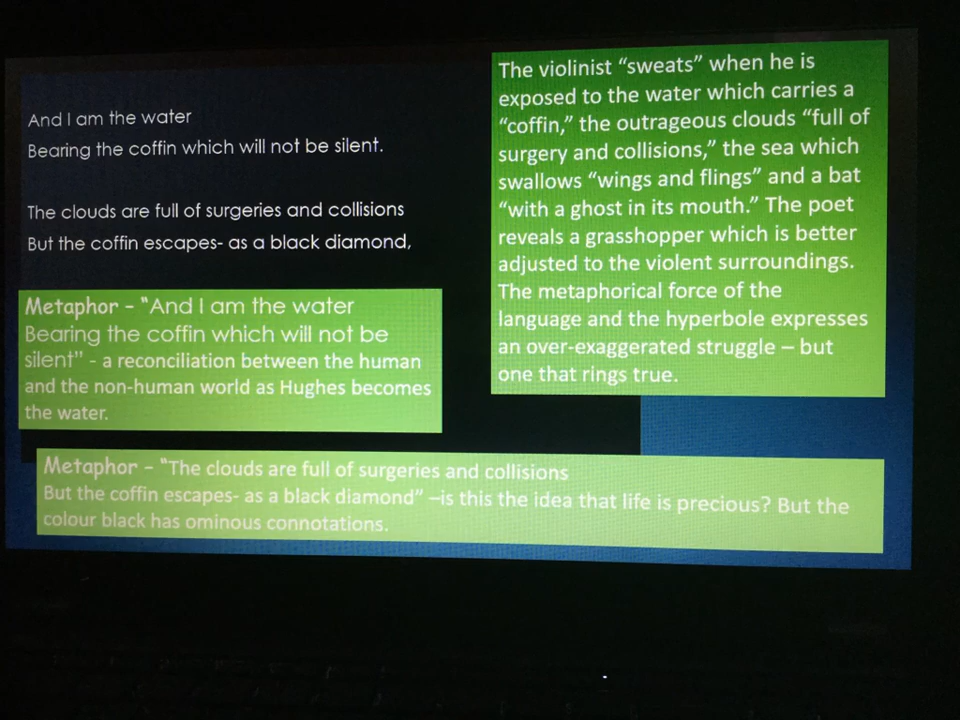 And I am the water
Bearing the coffin which will not be silent.
The clouds are full of surgeries and collisions
But the coffin escapes- as a black diamond,
Metaphor – "And I am the water
Bearing the coffin which will not be
silent" - a reconciliation between the human
and the non-human world as Hughes becomes
the water.
The violinist “sweats” when he is
exposed to the water which carries a
“coffin,” the outrageous clouds “full of
surgery and collisions,” the sea which
swallows “wings and flings” and a bat
“with a ghost in its mouth.” The poet
reveals a grasshopper which is better
adjusted to the violent surroundings.
The metaphorical force of the
language and the hyperbole expresses
an over-exaggerated struggle – but
one that rings true.
Metaphor – "The clouds are full of surgeries and collisions
But the coffin escapes- as a black diamond” –is this the idea that life is precious? But the
colour black has ominous connotations.